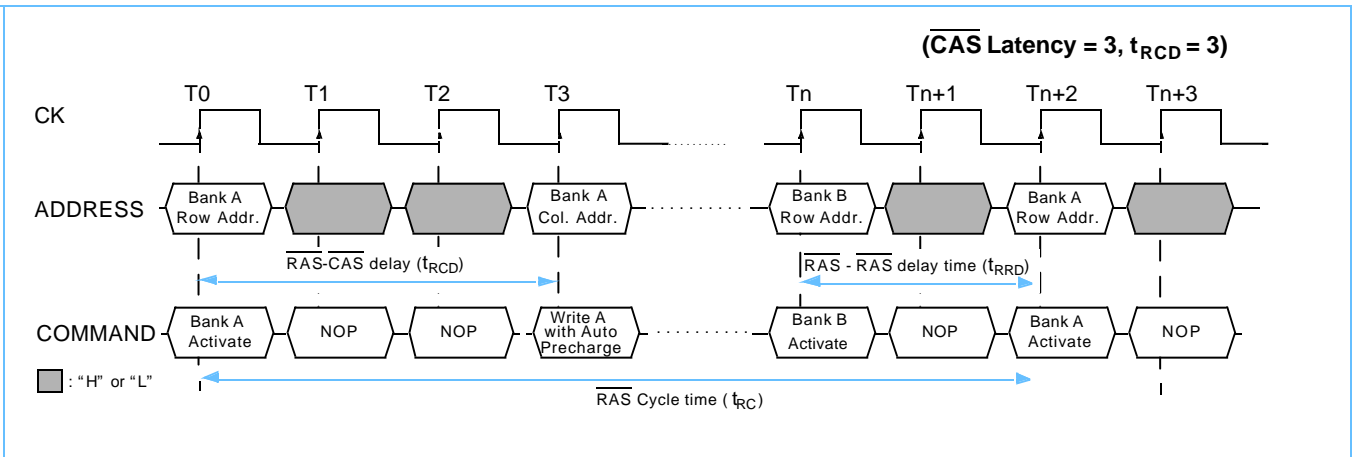 (CAS Latency = 3, tRCD = 3)
T0 T1 T2 T3 Tn Tn+1 Tn+2 Tn+3
CK
ADDRESS
Bank A
Row Addr.
Bank A
Col. Addr.
Bank B
Row Addr.
Bank A
Row Addr.
RAS-CAS delay (tRCD)
RAS - RAS delay time (tRRD)
COMMAND
Bank A
Activate
NOP
NOP
Write A
with Auto
Precharge
Bank B
Activate
NOP
Bank A
Activate
NOP
: "H" or "L"
RAS Cycle time ( tRC)